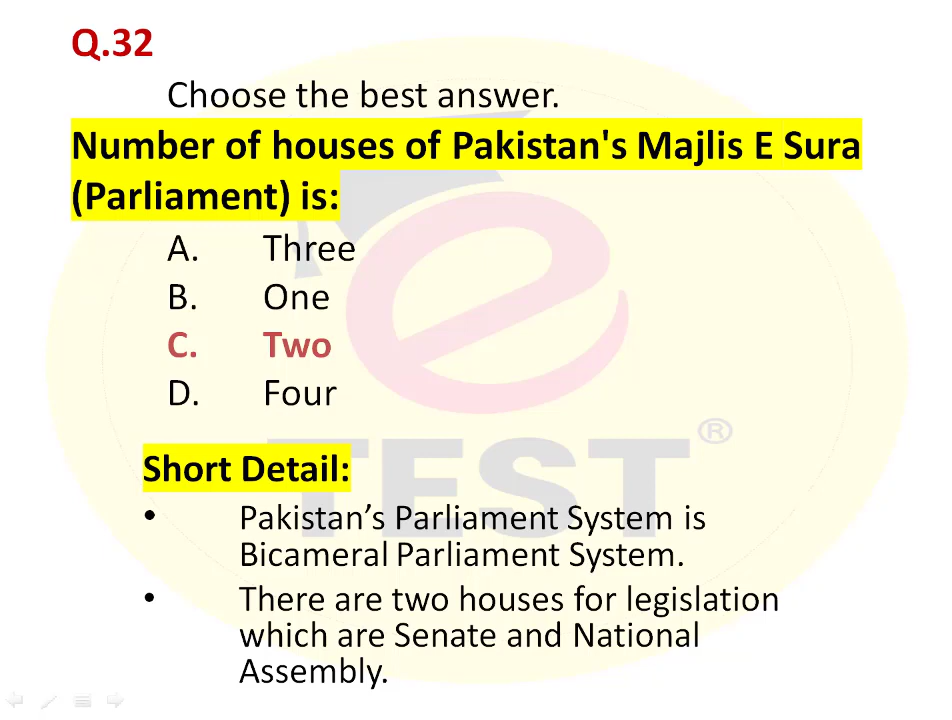 Q.32
Choose the best answer.
Number of houses of Pakistan's Majlis E Sura
(Parliament) is:
A. Three
B. One
C. Two
D. Four
e
TEST®
Short Detail:
• Pakistan’s Parliament System is
Bicameral Parliament System.
• There are two houses for legislation
which are Senate and National
Assembly.